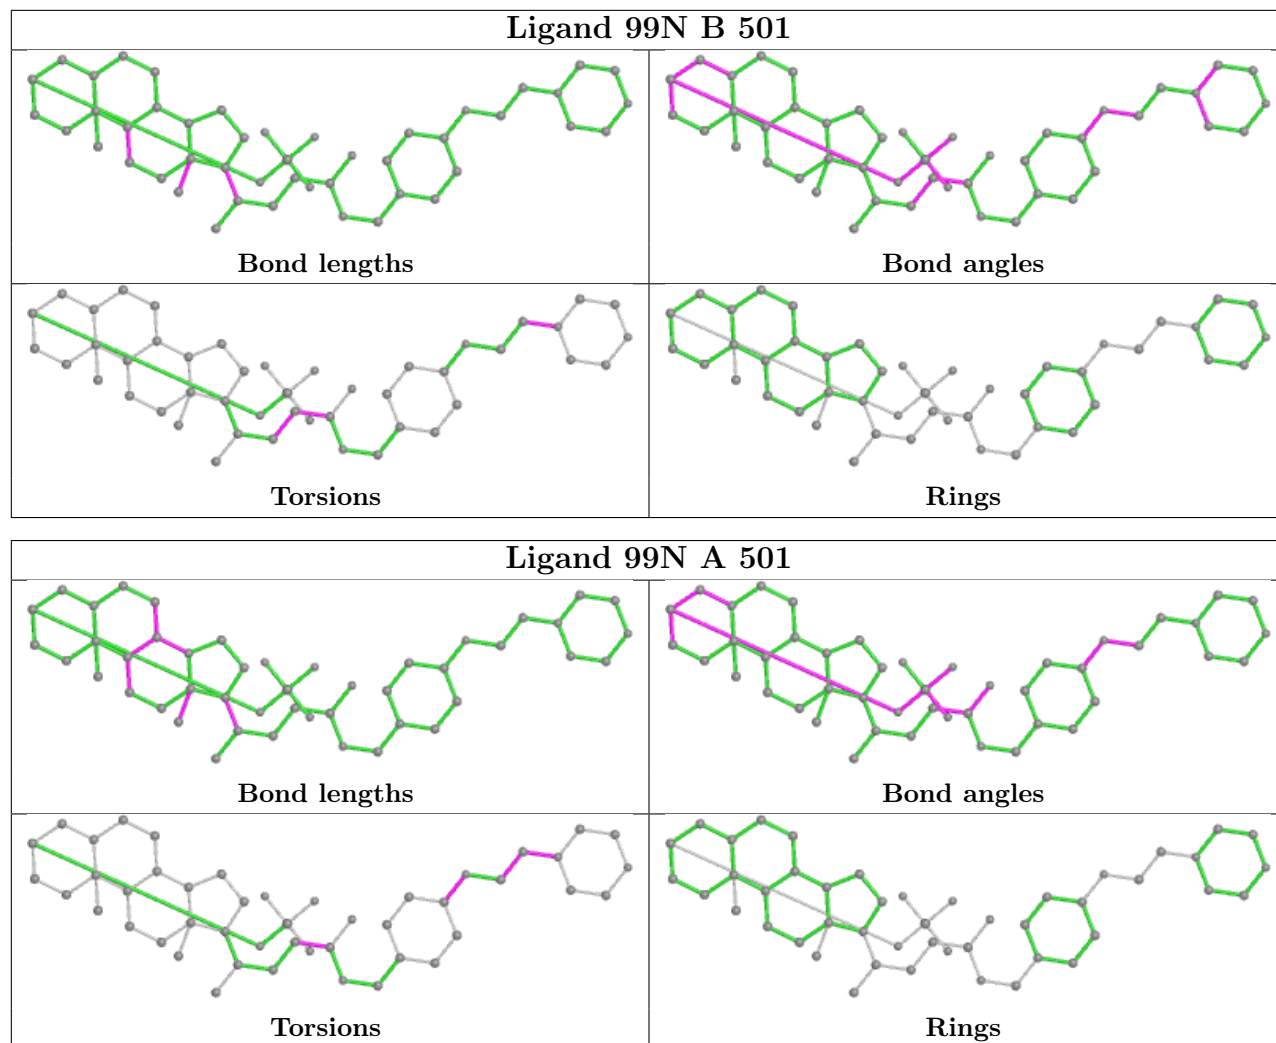 Ligand 99N B 501
Bond lengths
Bond angles
Torsions
Rings
Ligand 99N A 501
Bond lengths
Bond angles
Torsions
Rings